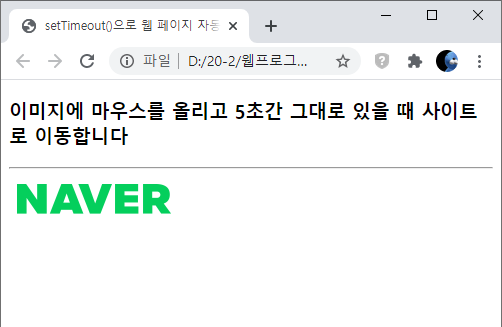 setTimeout()으로 웹 페이지 자동
파일 | D:/20-2/웹프로그...
이미지에 마우스를 올리고 5초간 그대로 있을 때 사이트
로 이동합니다
NAVER